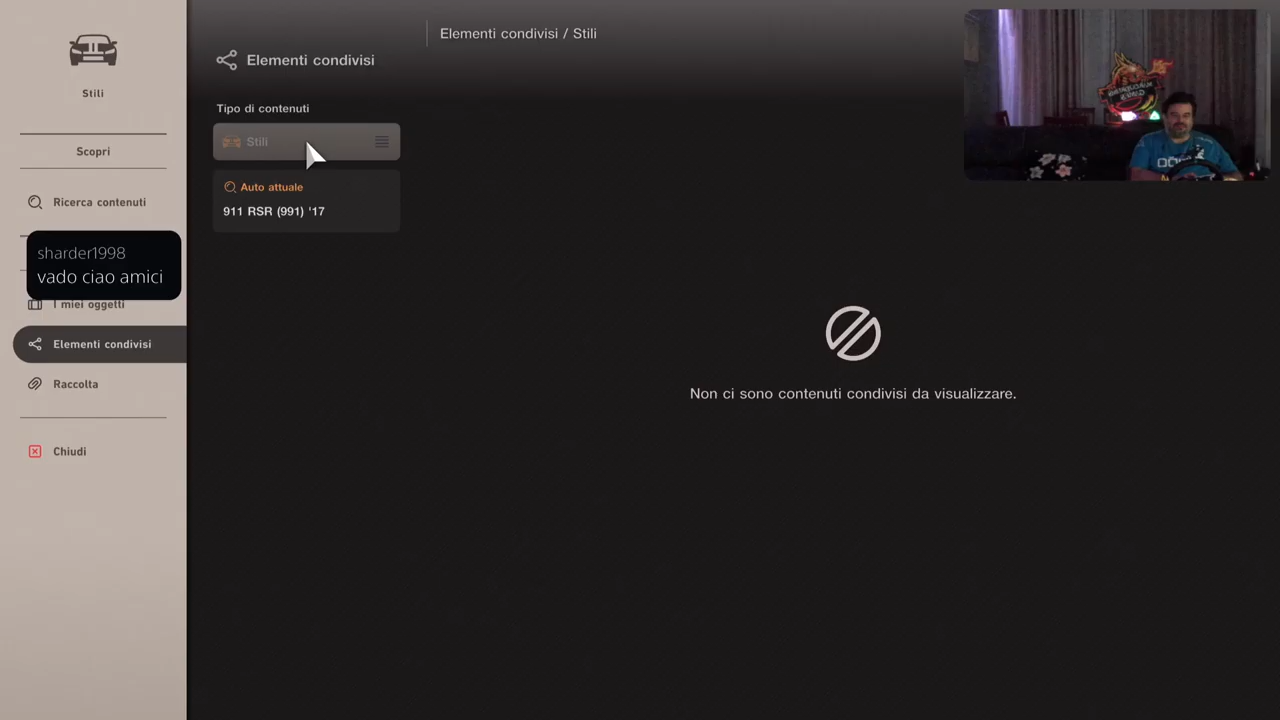 Stili
Scopri
Ricerca contenuti
sharder1998
vado ciao amici
I miei oggetti
Elementi condivisi
Raccolta
Chiudi
Elementi condivisi
Elementi condivisi / Stili
Tipo di contenuti
Stili
Auto attuale
911 RSR (991) '17
Non ci sono contenuti condivisi da visualizzare.